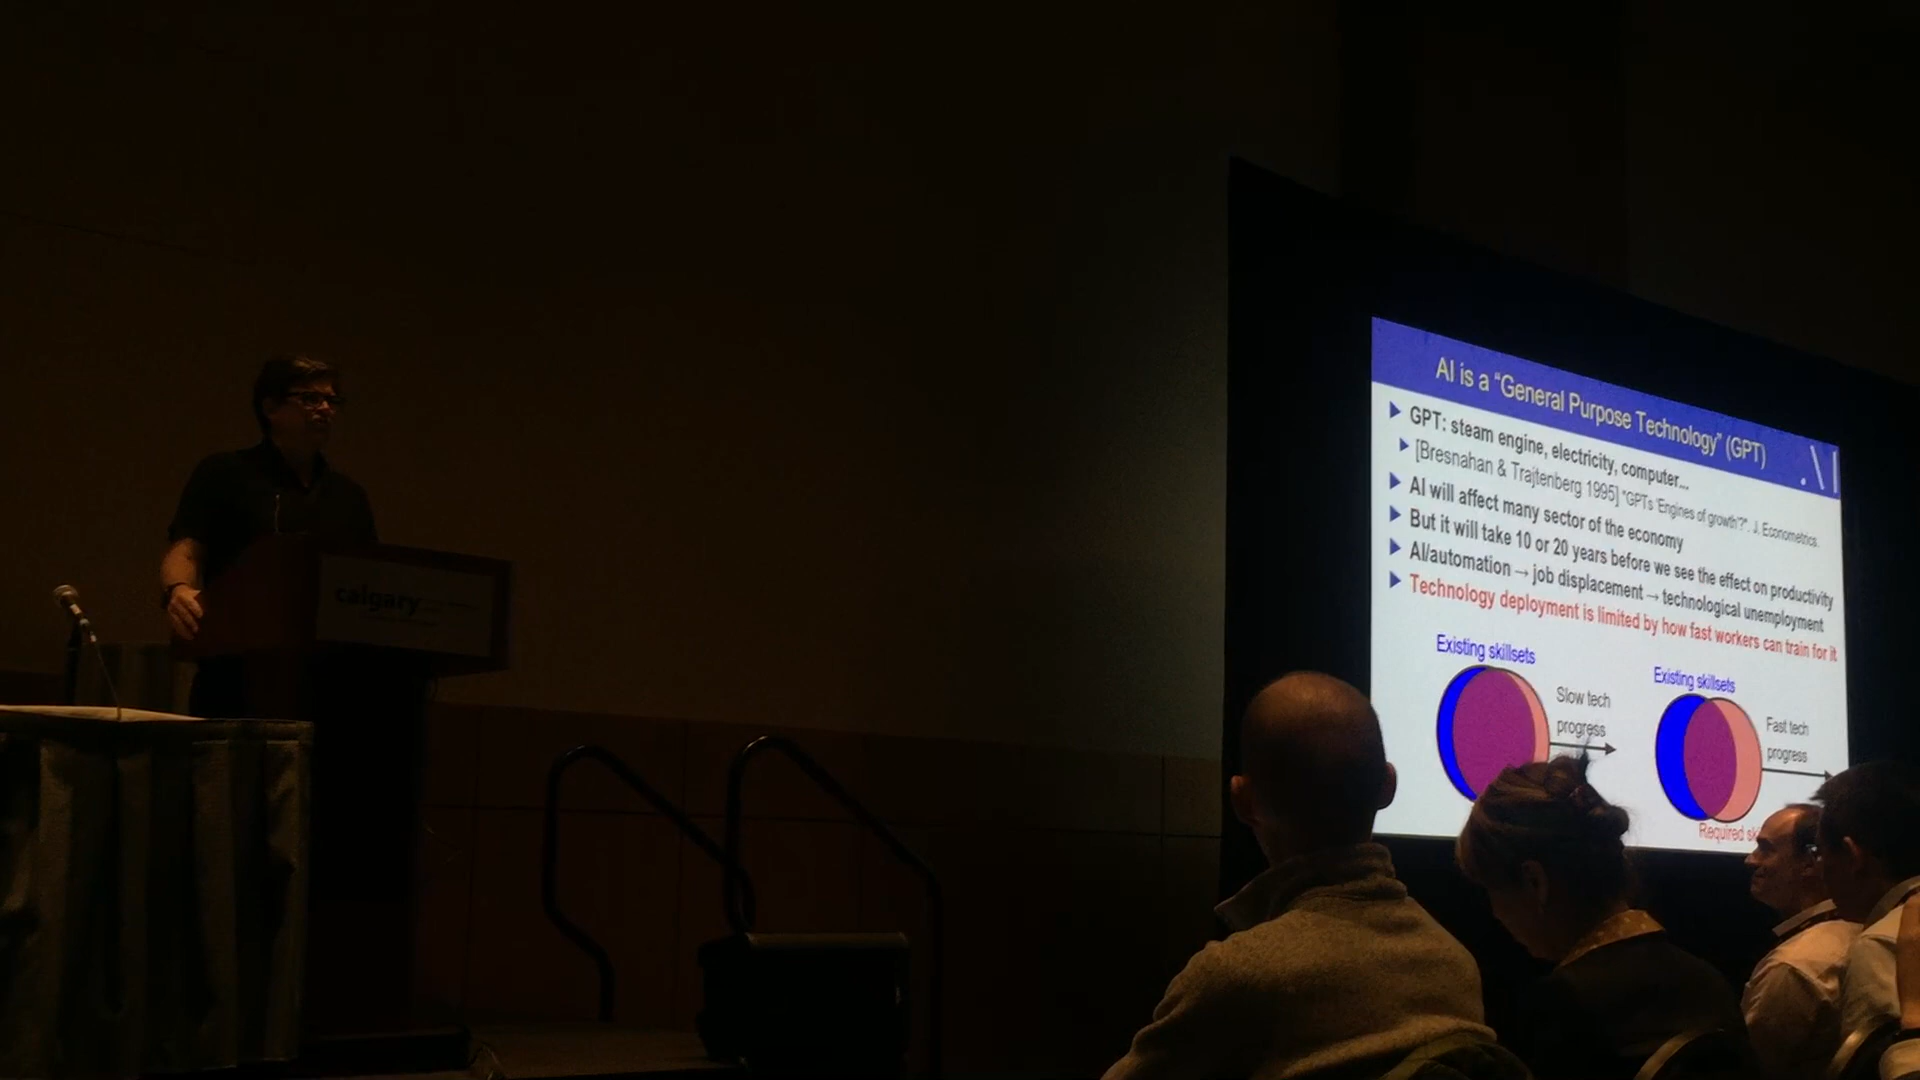 calgary
AI is a "General Purpose Technology" (GPT)
GPT: steam engine, electricity, computer...
[Bresnahan & Trajtenberg 1995] "GPTs 'Engines of growth'?". J. Econometrics.
AI will affect many sector of the economy
But it will take 10 or 20 years before we see the effect on productivity
AI/automation → job displacement → technological unemployment
Technology deployment is limited by how fast workers can train for it
Existing skillsets
Slow tech
progress
Existing skillsets
Fast tech
progress
Required